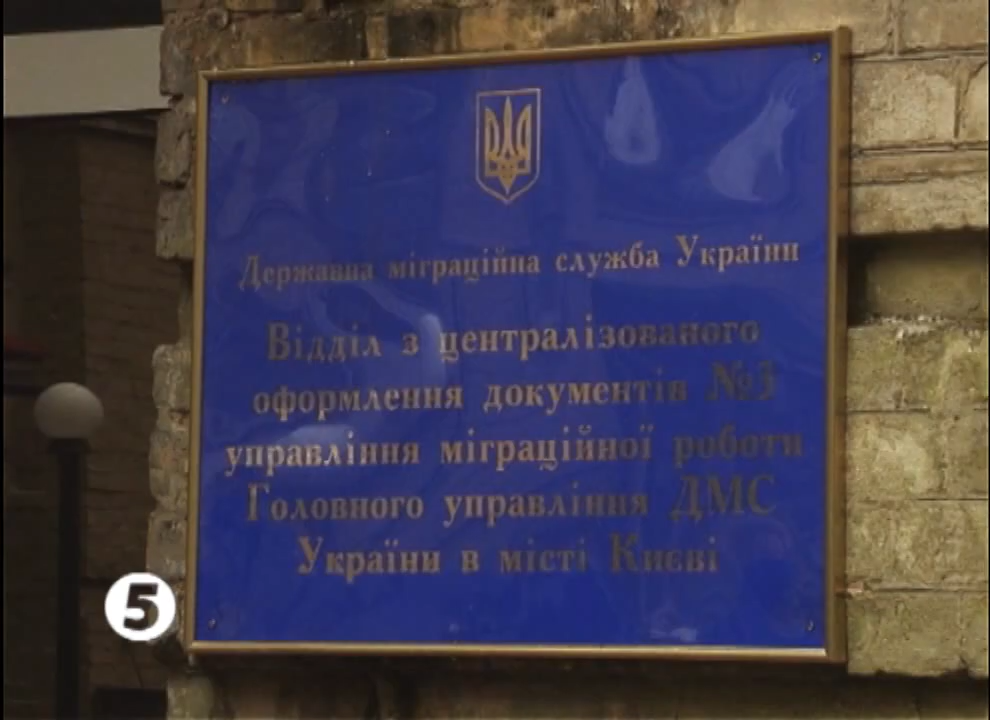 Державна міграційна служба України
Відділ з централізованого
оформлення документів №3
управління міграційної роботи
Головного управління ДМС
України в місті Києві
5